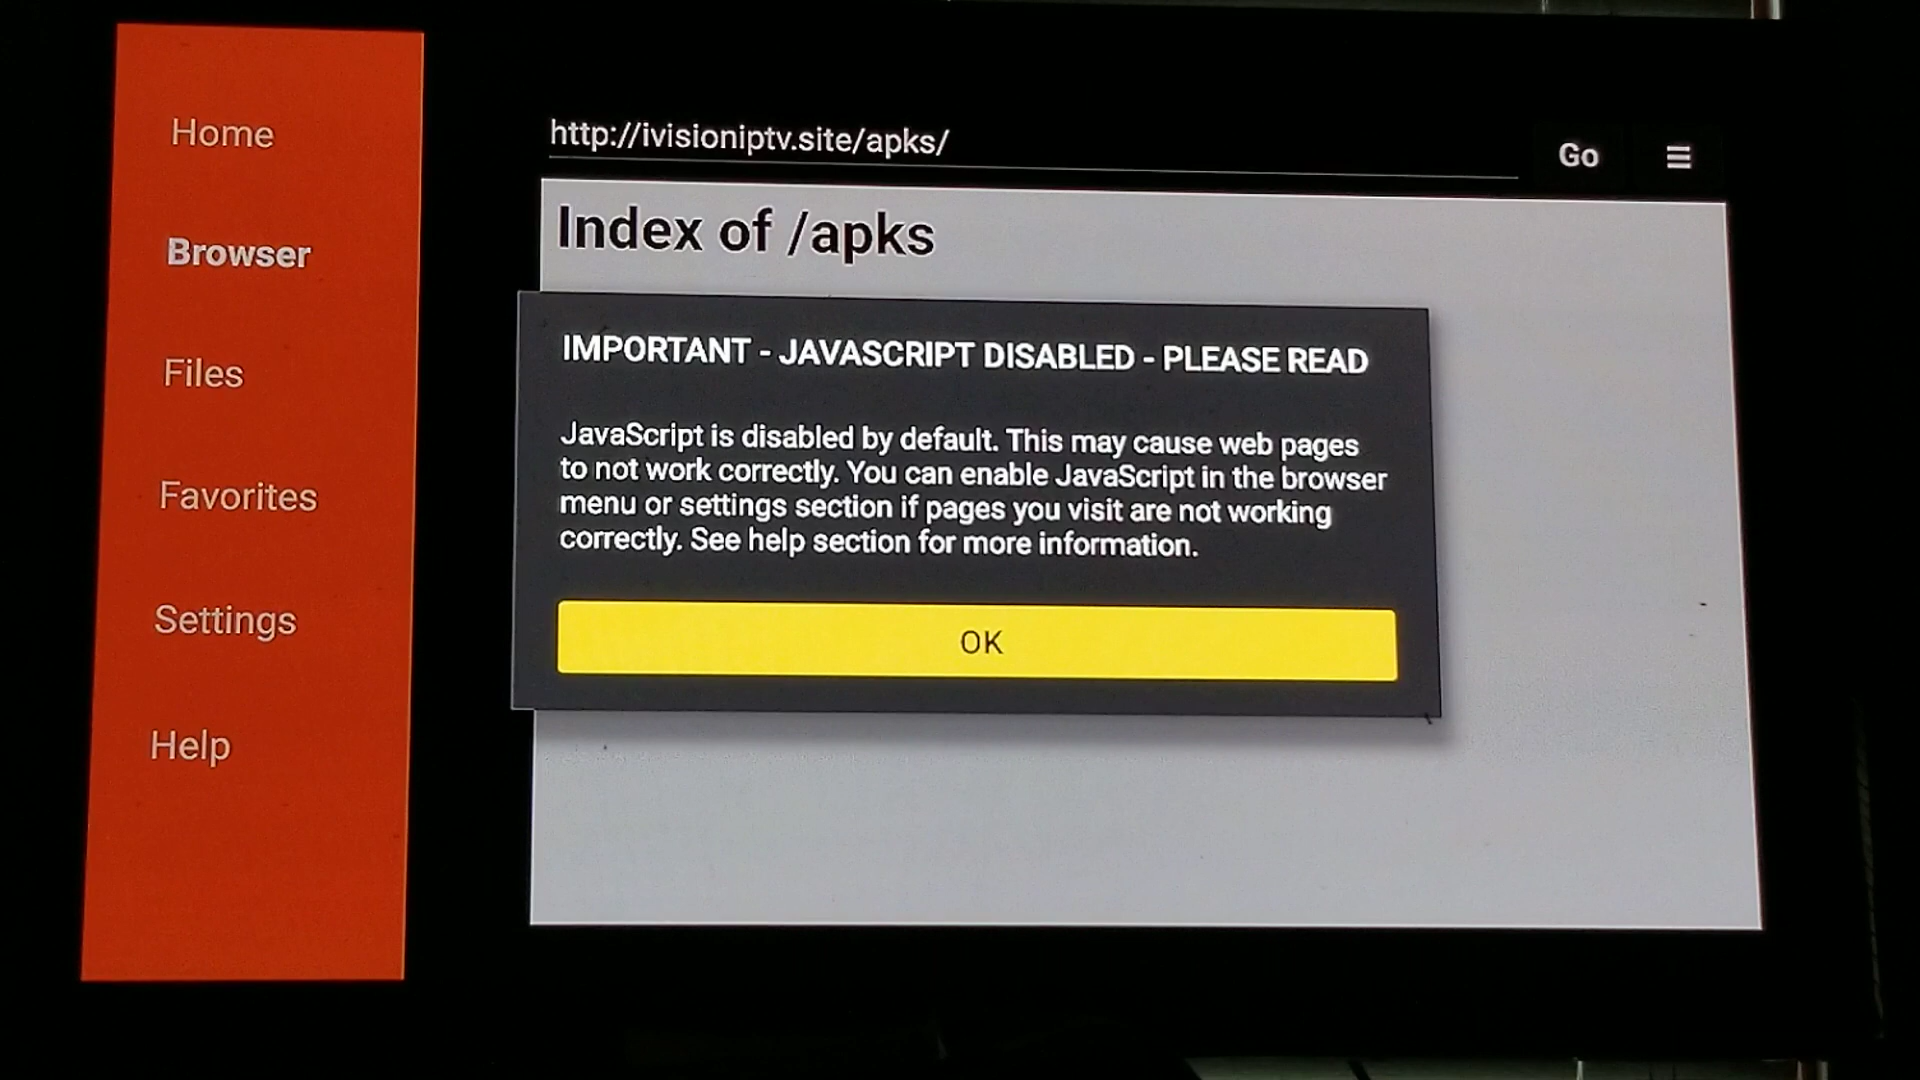 Home
Browser
Files
Favorites
Settings
Help
http://ivisioniptv.site/apks/
Go
Index of /apks
IMPORTANT - JAVASCRIPT DISABLED - PLEASE READ
JavaScript is disabled by default. This may cause web pages
to not work correctly. You can enable JavaScript in the browser
menu or settings section if pages you visit are not working
correctly. See help section for more information.
OK